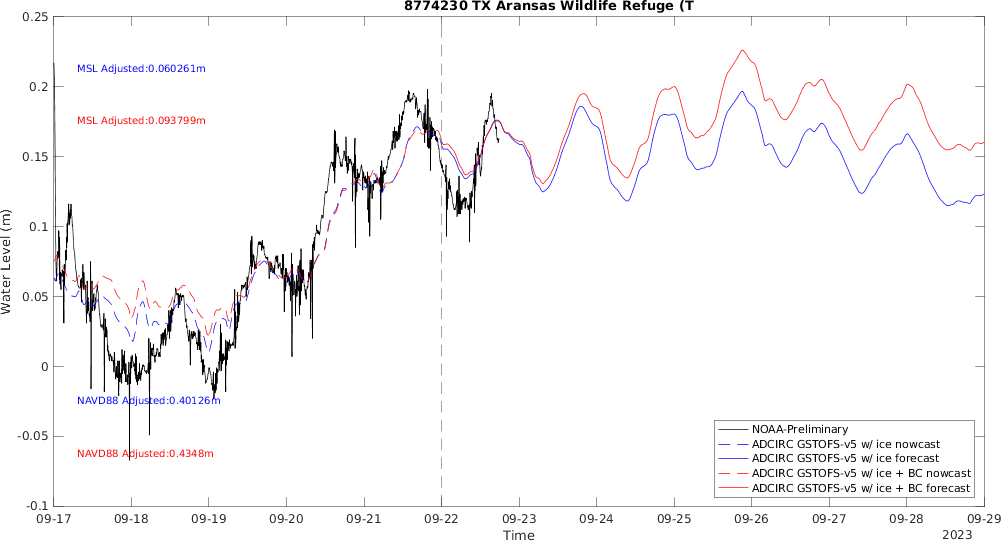 8774230 TX Aransas Wildlife Refuge (T
0.25
0.2
0.15
0.1
0.05
0
-0.05
-0.1
Water Level (m)
MSL Adjusted:0.060261m
MSL Adjusted:0.093799m
NAVD88 Adjusted:0.40126m
NAVD88 Adjusted:0.4348m
NOAA-Preliminary
ADCIRC GSTOFS-v5 w/ ice nowcast
ADCIRC GSTOFS-v5 w/ ice forecast
ADCIRC GSTOFS-v5 w/ ice + BC nowcast
ADCIRC GSTOFS-v5 w/ ice + BC forecast
09-17 09-18 09-19 09-20 09-21 09-22 09-23 09-24 09-25 09-26 09-27 09-28 09-29
Time
2023